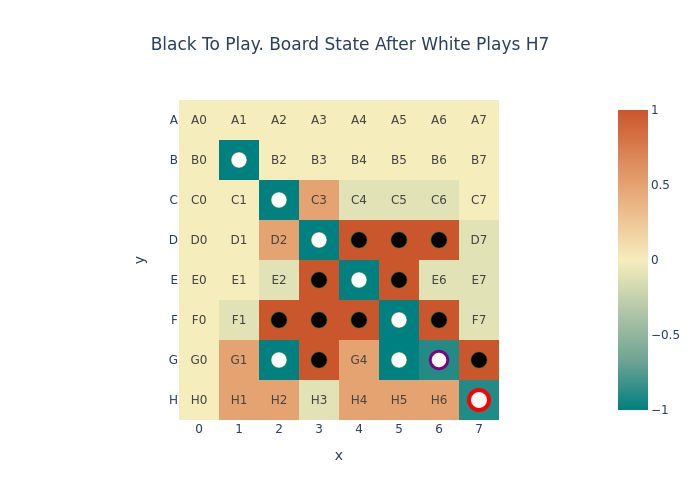 Black To Play. Board State After White Plays H7
A A0 A1 A2 A3 A4 A5 A6 A7
B B0 B2 B3 B4 B5 B6 B7
C C0 C1 C3 C4 C5 C6 C7
D D0 D1 D2 D7
E E0 E1 E2 E6 E7
F F0 F1 F7
G G0 G1 G4
H H0 H1 H2 H3 H4 H5 H6
0 1 2 3 4 5 6 7
x
y
1
0.5
0
−0.5
−1